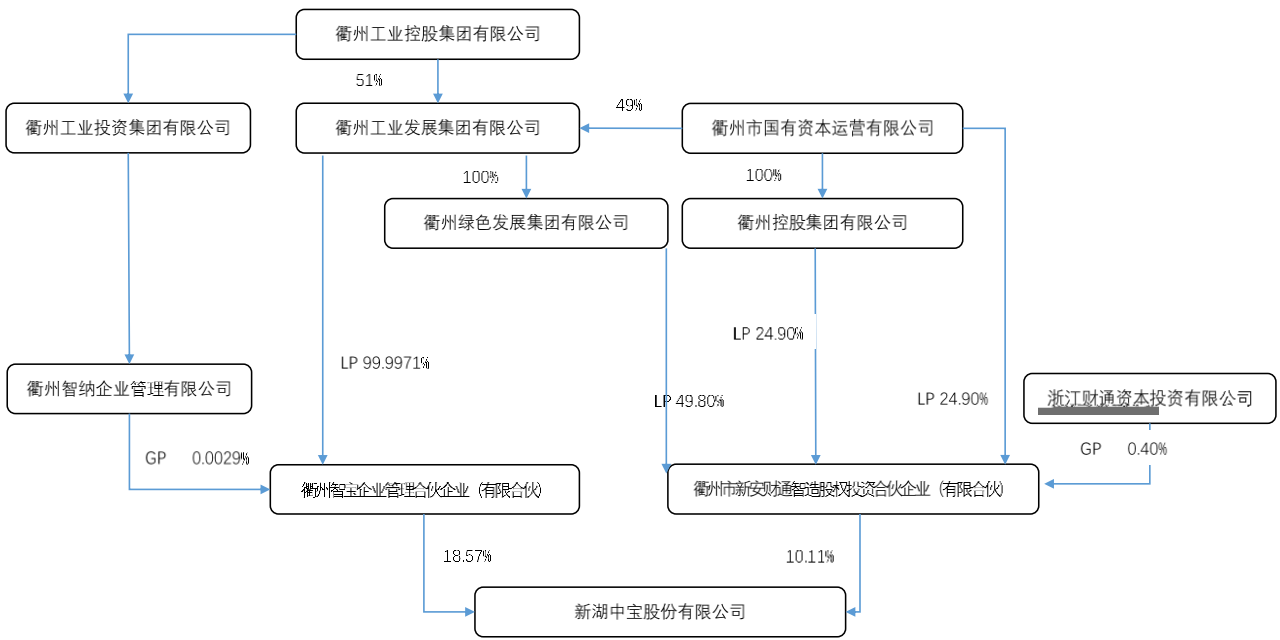 衢州工业控股集团有限公司
51%
49%
衢州工业投资集团有限公司
衢州工业发展集团有限公司
衢州市国有资本运营有限公司
100%
100%
衢州绿色发展集团有限公司
衢州控股集团有限公司
LP 24.90%
LP 99.9971%
衢州智纳企业管理有限公司
LP 49.80%
LP 24.90%
浙江财通资本投资有限公司
GP 0.0029%
GP 0.40%
衢州智宝企业管理合伙企业（有限合伙）
衢州市新安财通智造股权投资合伙企业（有限合伙）
18.57%
10.11%
新湖中宝股份有限公司